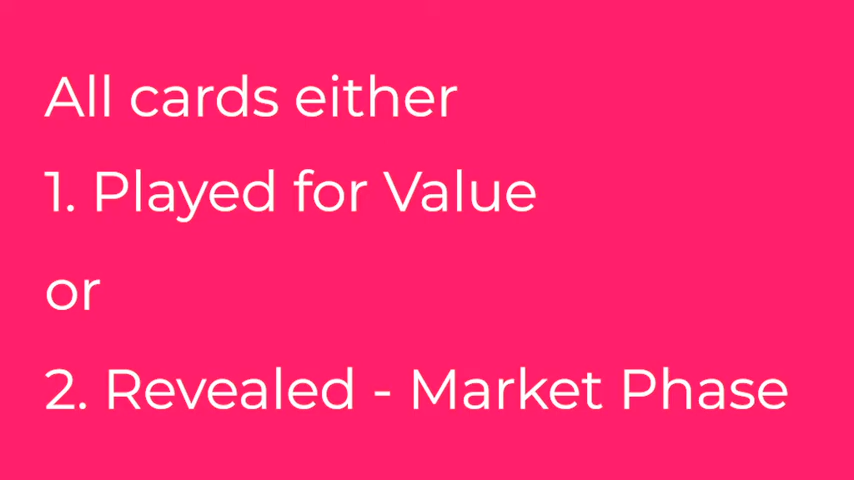 All cards either
1. Played for Value
or
2. Revealed - Market Phase